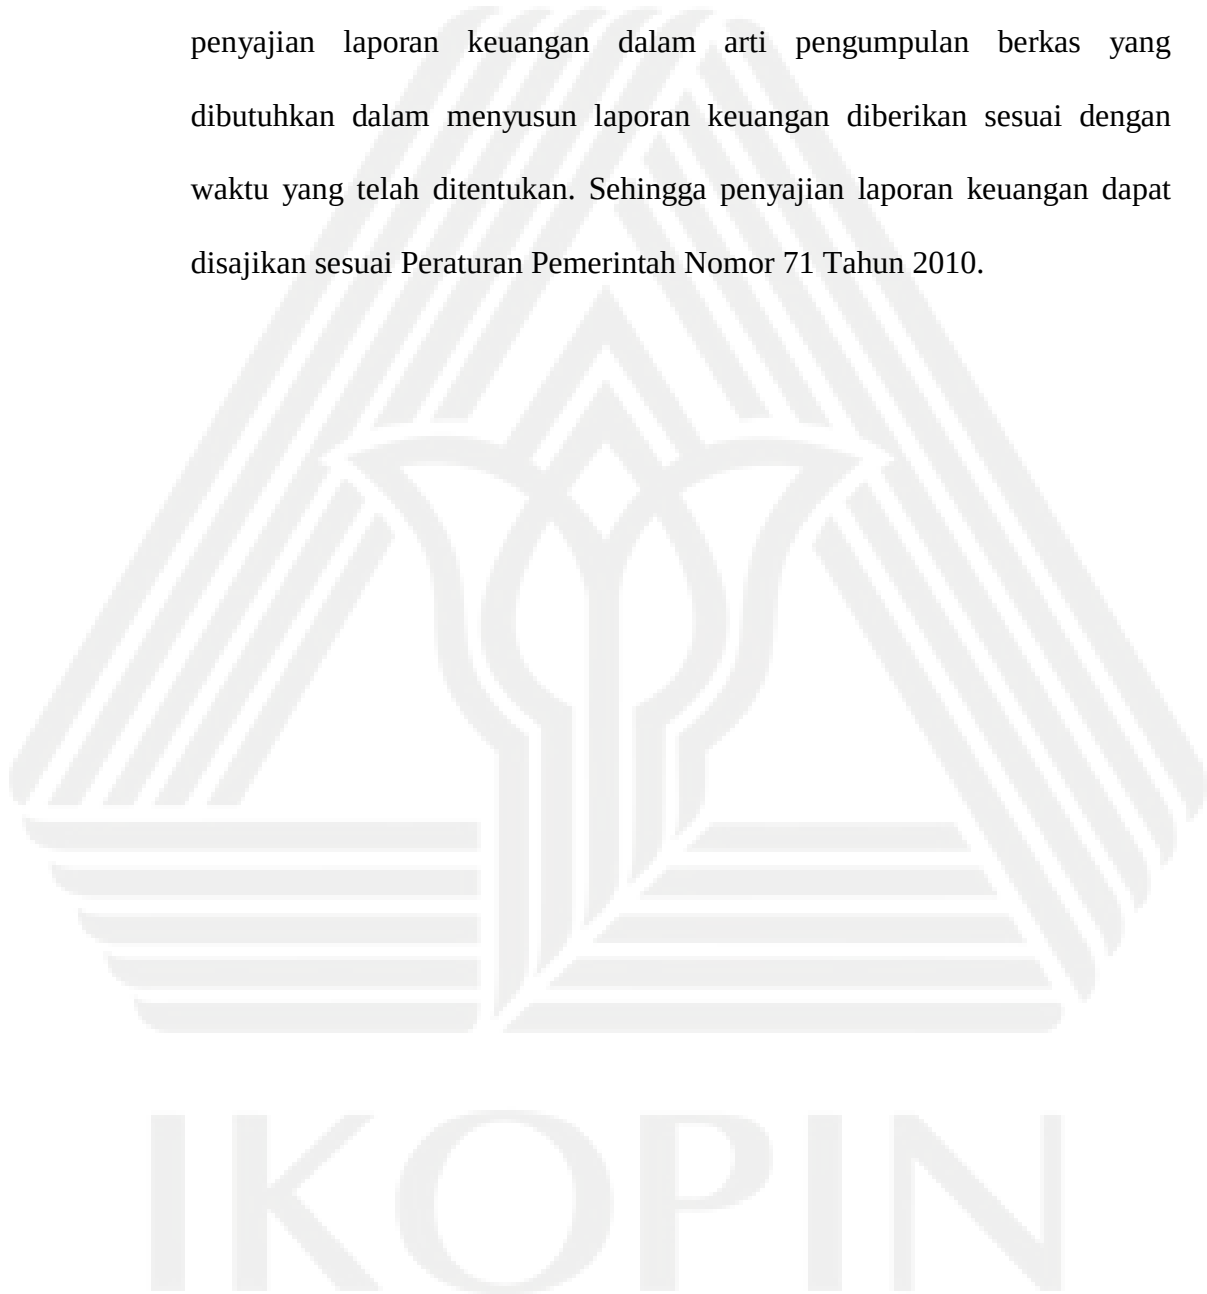 penyajian laporan keuangan dalam arti pengumpulan berkas yang
dibutuhkan dalam menyusun laporan keuangan diberikan sesuai dengan
waktu yang telah ditentukan. Sehingga penyajian laporan keuangan dapat
disajikan sesuai Peraturan Pemerintah Nomor 71 Tahun 2010.
IKOPIN